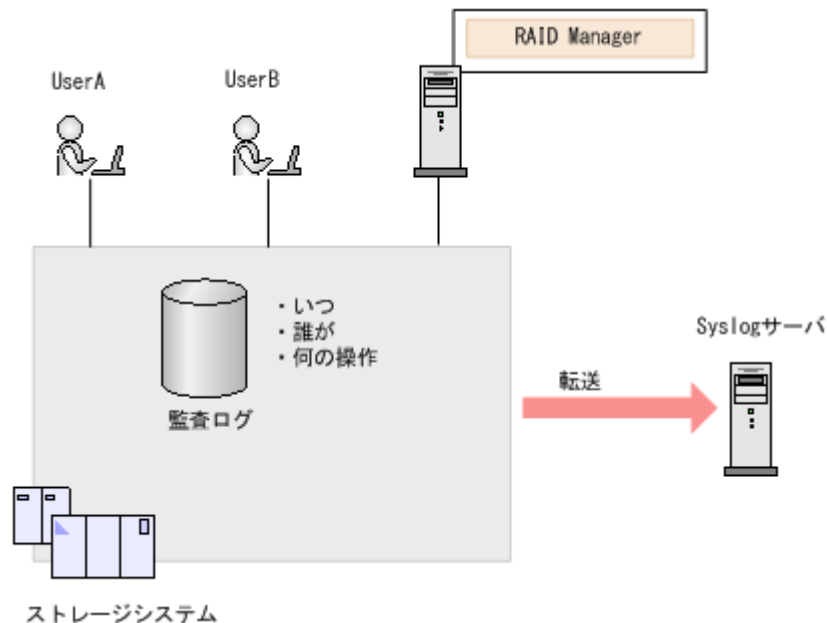 RAID Manager
UserA
UserB
・いつ
・誰が
・何の操作
監査ログ
Syslogサーバ
転送
ストレージシステム